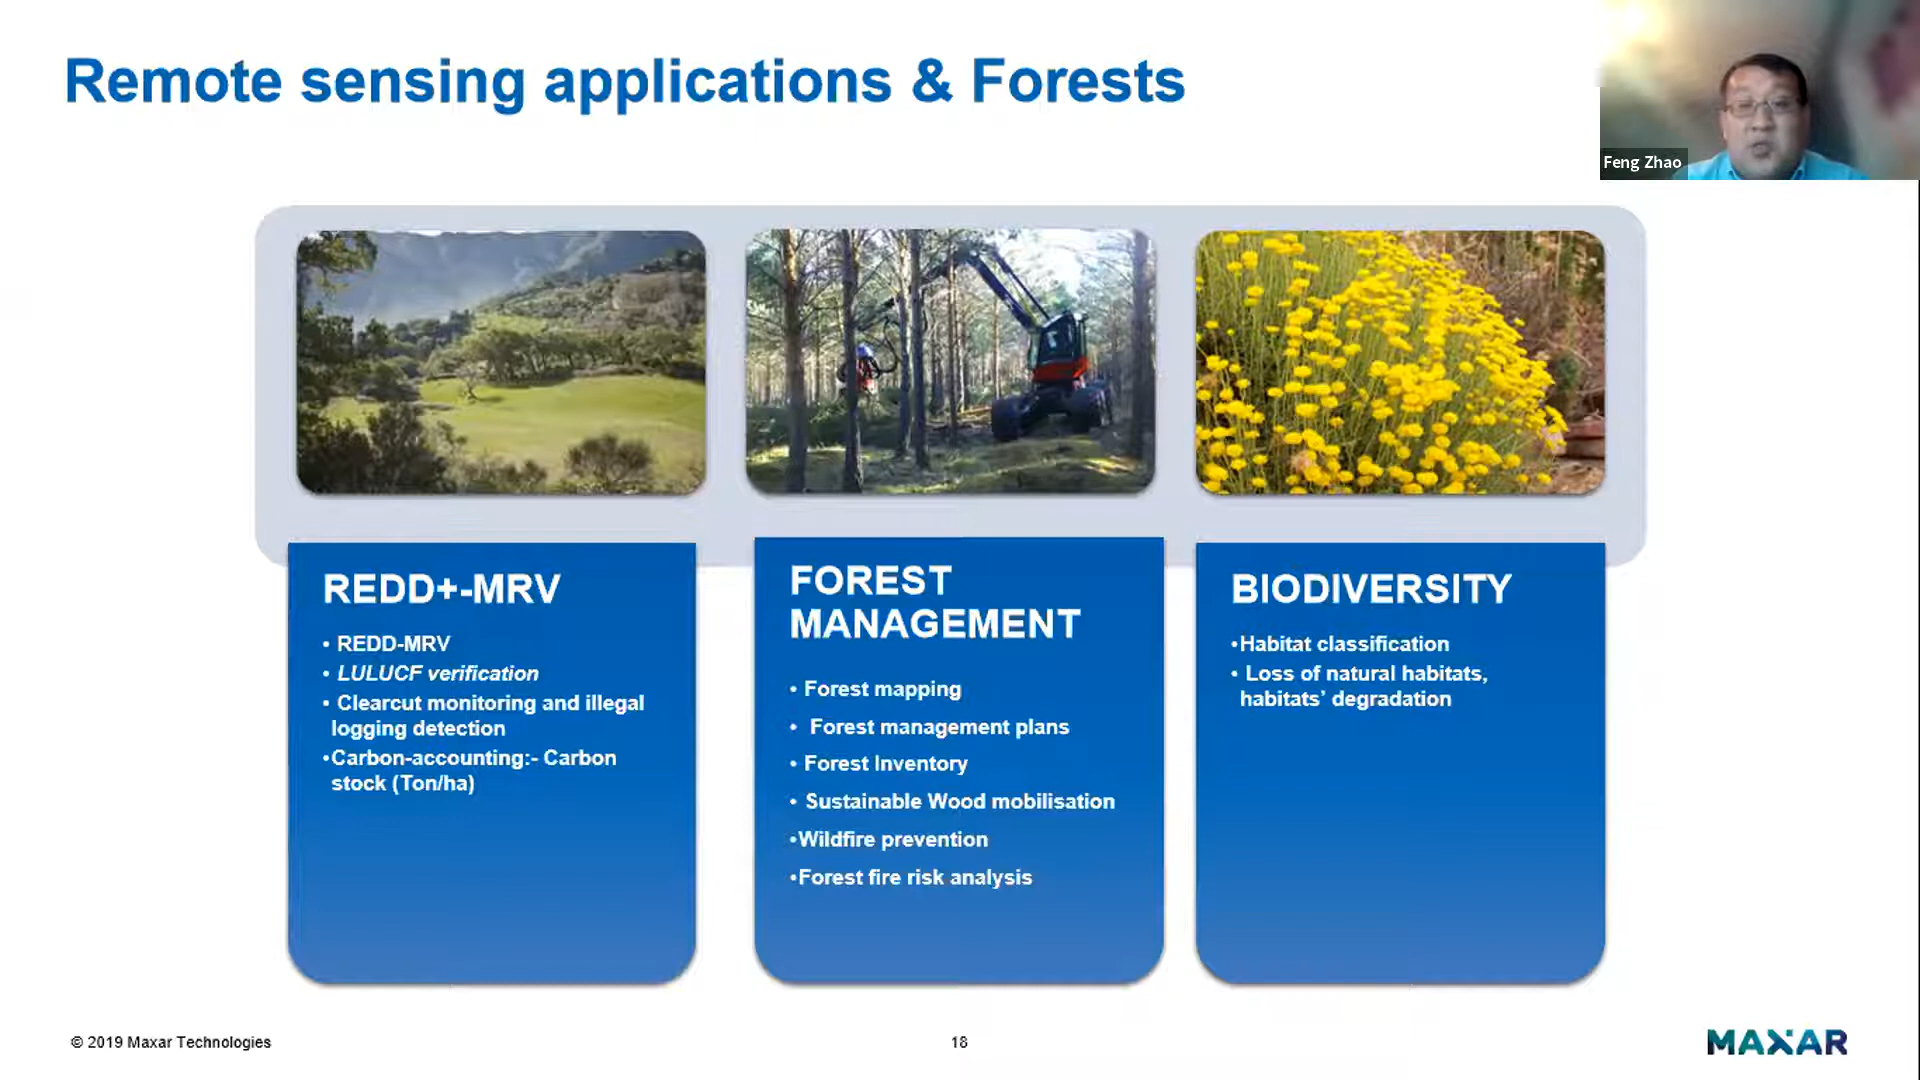 Remote sensing applications & Forests
Feng Zhao
REDD+-MRV
• REDD-MRV
• LULUCF verification
• Clearcut monitoring and illegal
logging detection
•Carbon-accounting:- Carbon
stock (Ton/ha)
FOREST
MANAGEMENT
• Forest mapping
• Forest management plans
• Forest Inventory
• Sustainable Wood mobilisation
•Wildfire prevention
•Forest fire risk analysis
BIODIVERSITY
•Habitat classification
• Loss of natural habitats,
habitats’ degradation
© 2019 Maxar Technologies
18
MAXAR